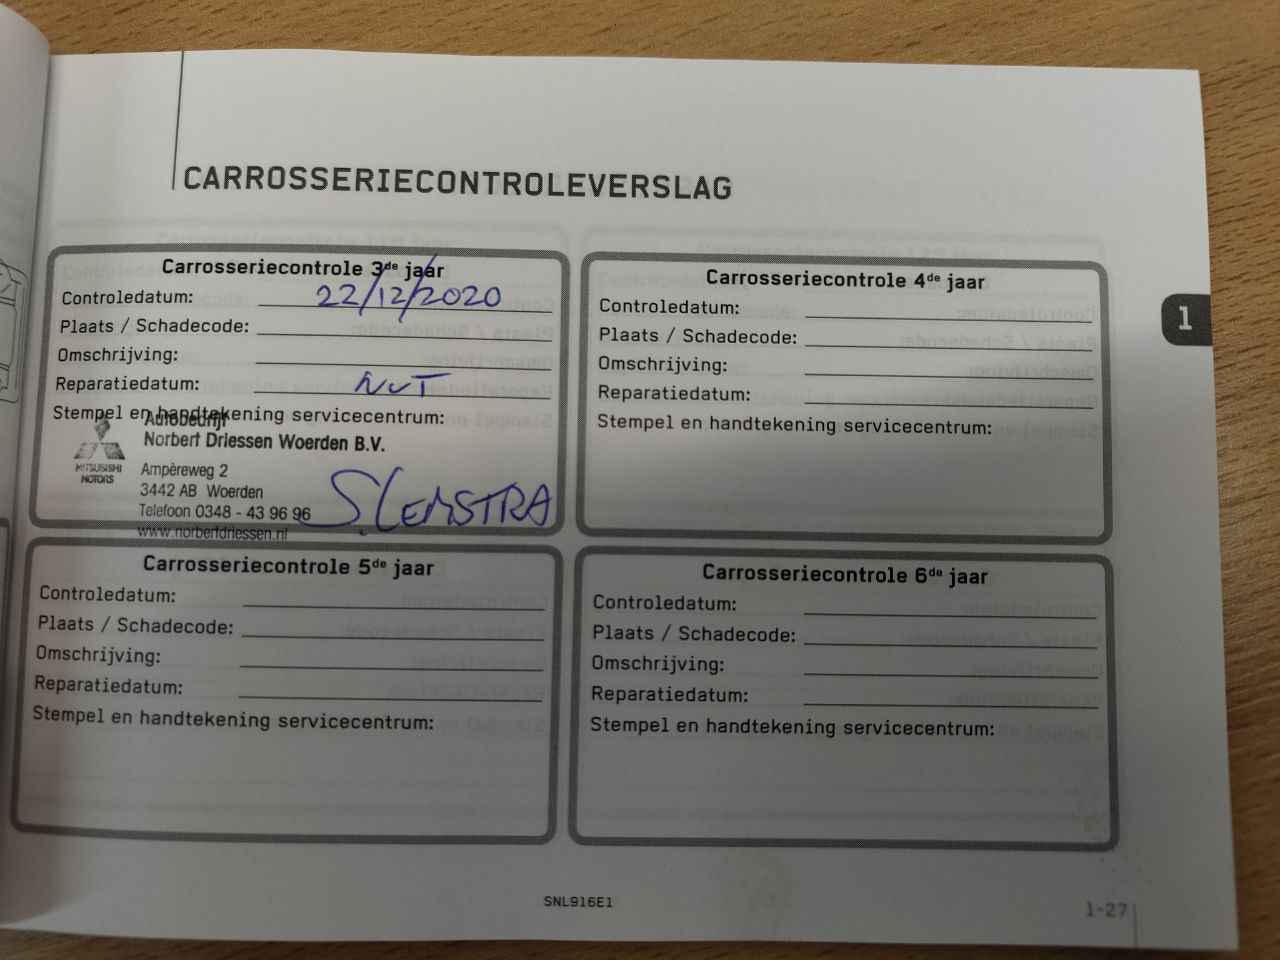 CARROSSERIECONTROLEVERSLAG
Carrosseriecontrole 3de jaar
Controledatum: 22/12/2020
Plaats / Schadecode:
Omschrijving:
Reparatiedatum: NVT
Stempel en handtekening servicecentrum:
Autobedrijf
Norbert Driessen Woerden B.V.
MITSUBISHI
MOTORS
Ampèreweg 2
3442 AB Woerden
Telefoon 0348 - 43 96 96
www.norbertdriessen.nl
Carrosseriecontrole 4de jaar
Controledatum:
Plaats / Schadecode:
Omschrijving:
Reparatiedatum:
Stempel en handtekening servicecentrum:
1
Carrosseriecontrole 5de jaar
Controledatum:
Plaats / Schadecode:
Omschrijving:
Reparatiedatum:
Stempel en handtekening servicecentrum:
Carrosseriecontrole 6de jaar
Controledatum:
Plaats / Schadecode:
Omschrijving:
Reparatiedatum:
Stempel en handtekening servicecentrum:
SNL916E1
1-27